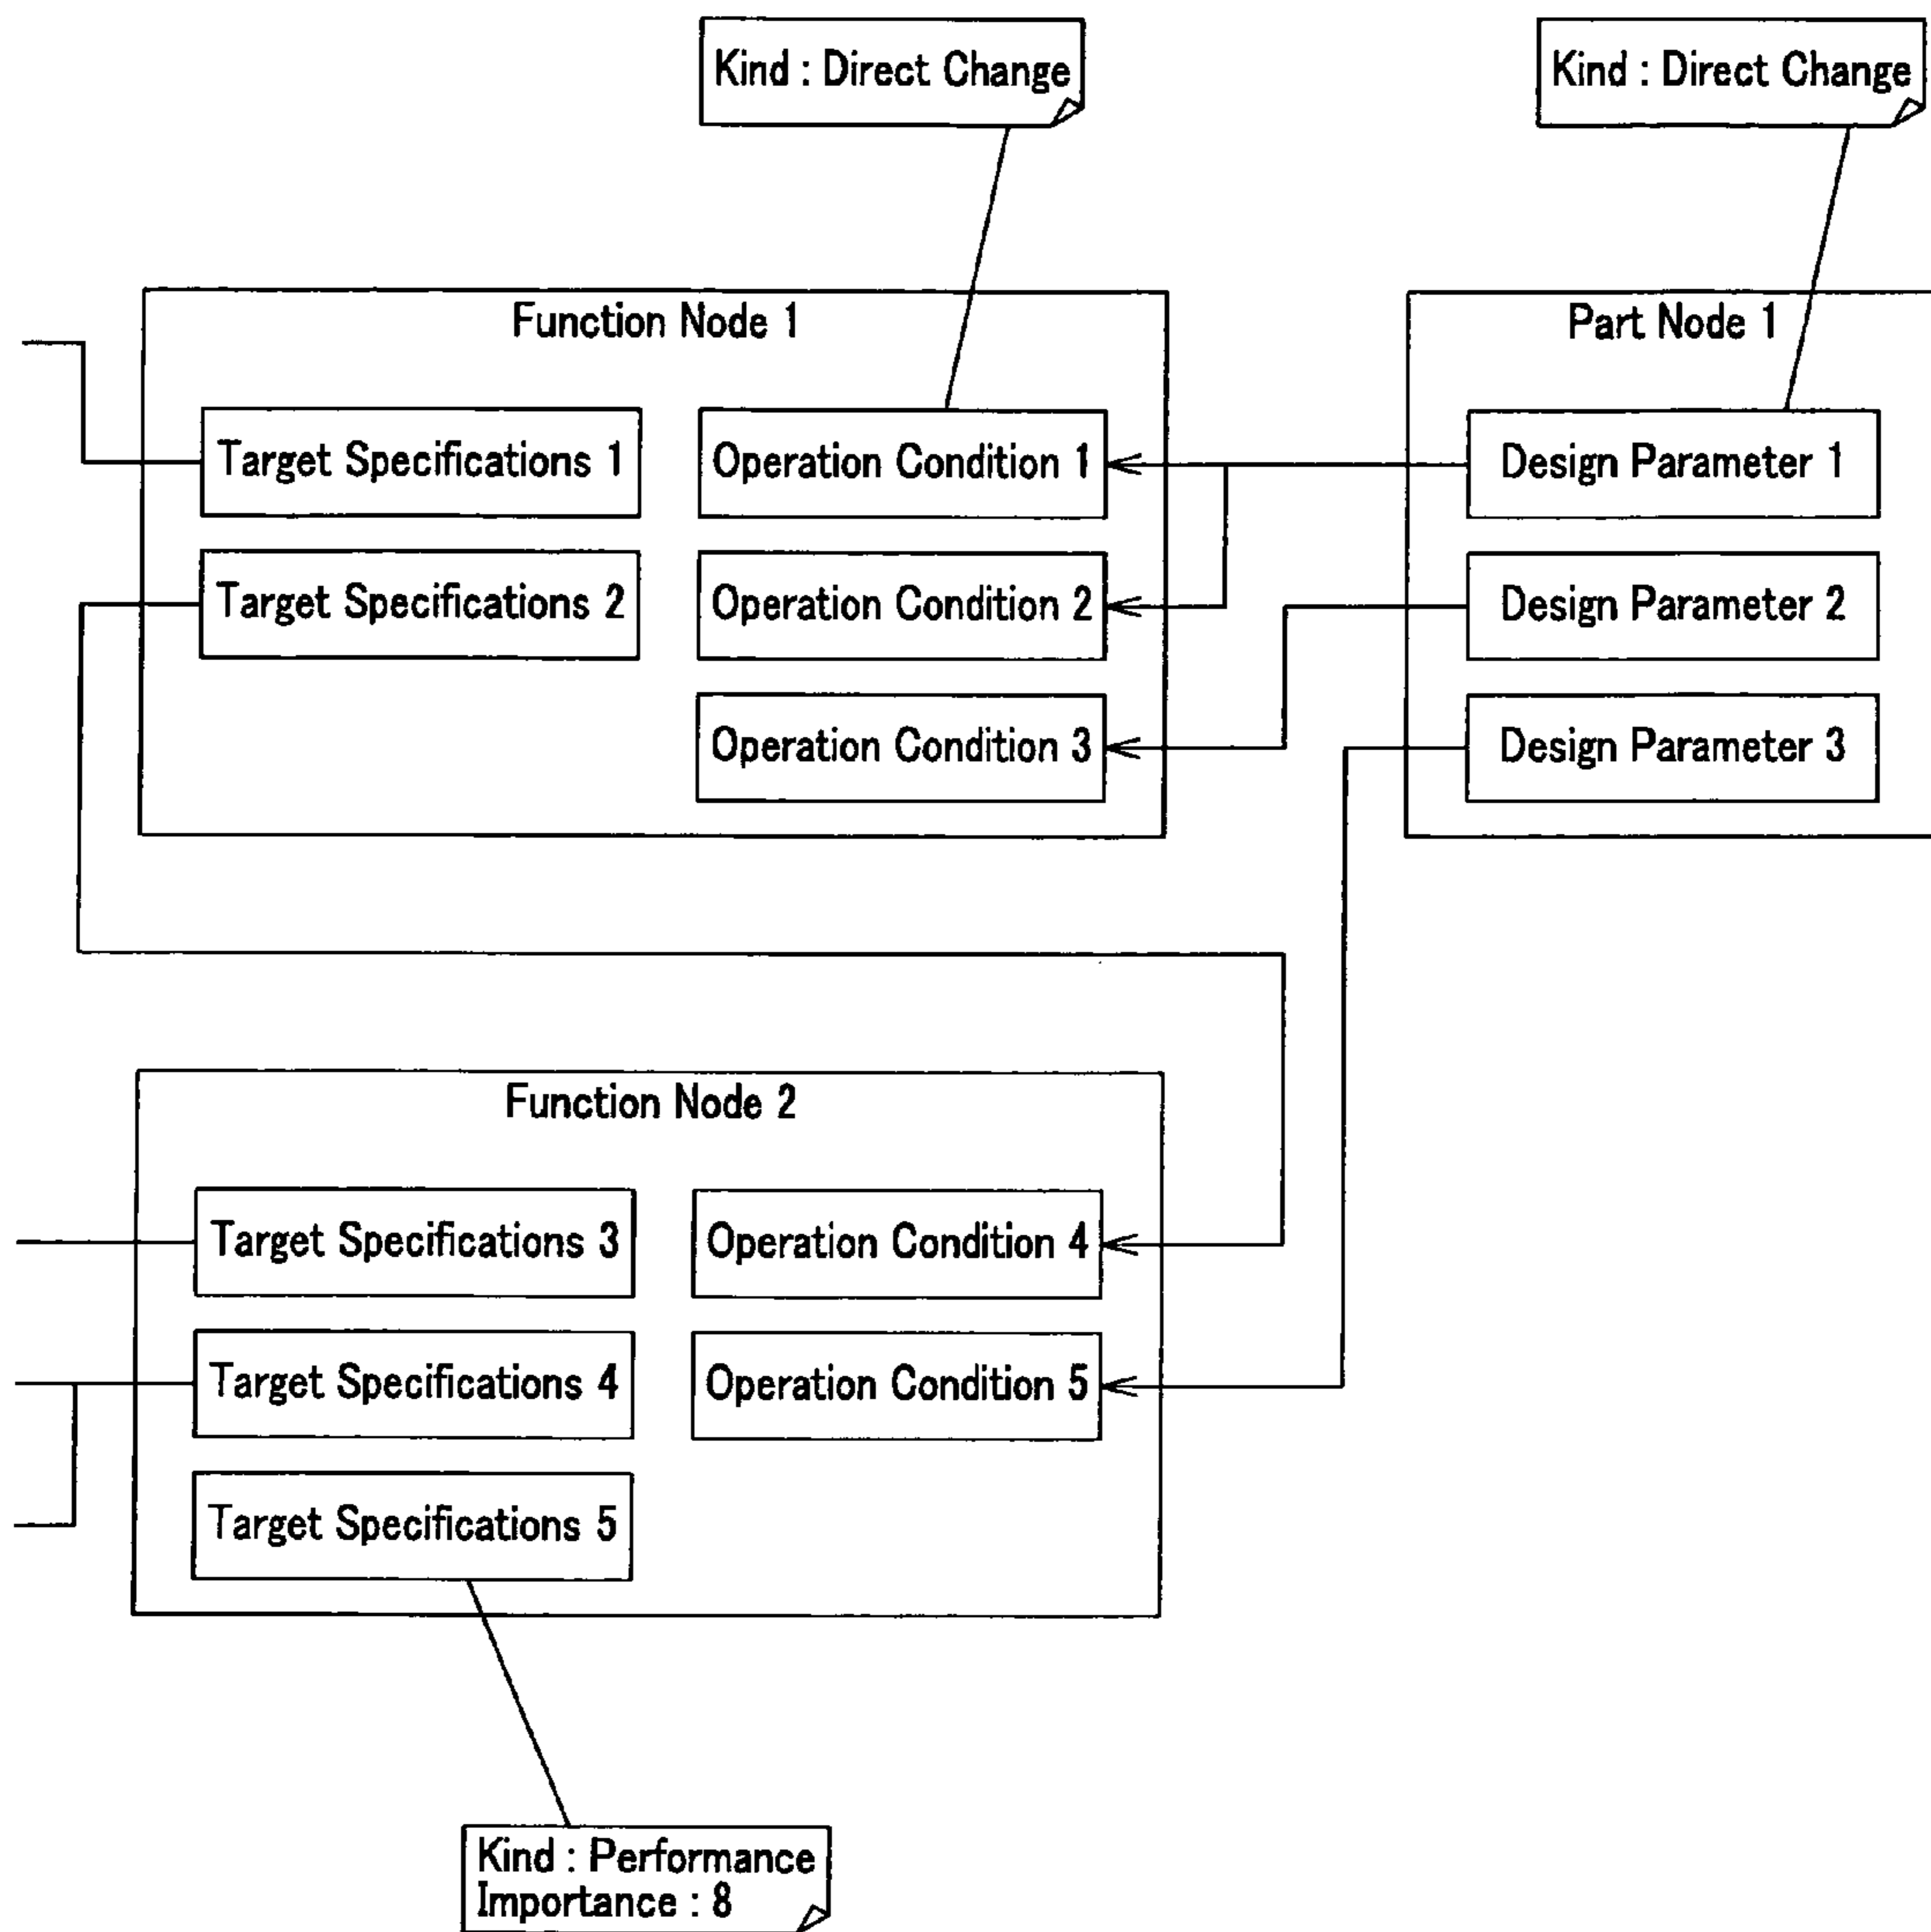 Kind : Direct Change
Kind : Direct Change
Function Node 1
Part Node 1
Target Specifications 1
Operation Condition 1
Design Parameter 1
Target Specifications 2
Operation Condition 2
Design Parameter 2
Operation Condition 3
Design Parameter 3
Function Node 2
Target Specifications 3
Operation Condition 4
Target Specifications 4
Operation Condition 5
Target Specifications 5
Kind : Performance
Importance : 8